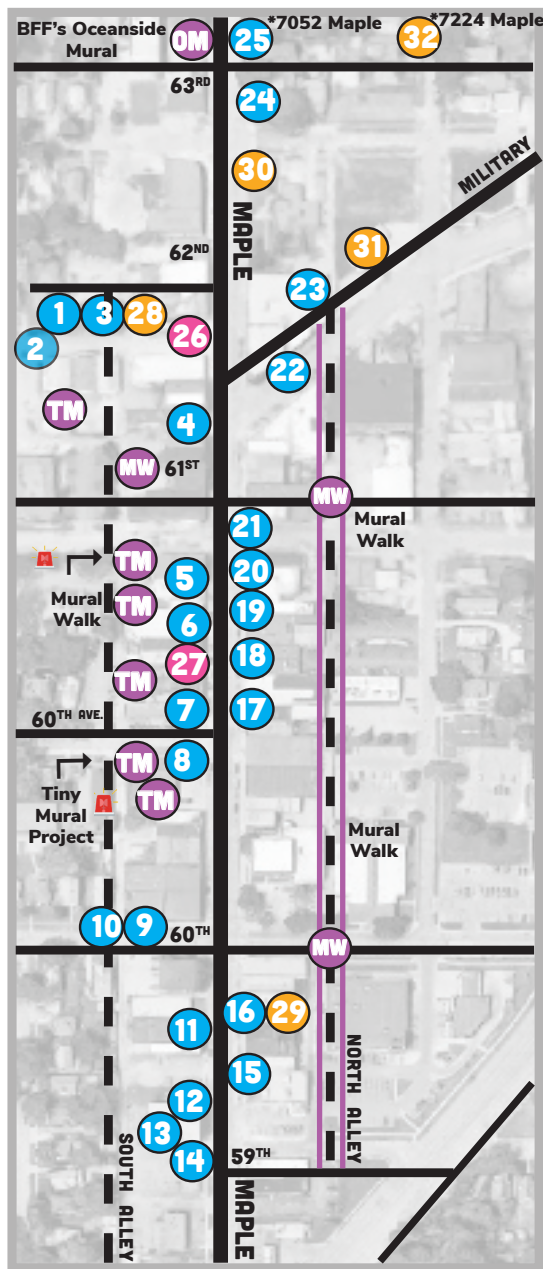 BFF's Oceanside
Mural
OM
25
*7052 Maple
32
*7224 Maple
63RD
24
30
MILITARY
MAPLE
62ND
31
23
1
3
28
26
2
22
TM
4
MW
61ST
MW
Mural
Walk
21
TM
5
20
Mural
Walk
TM
6
19
27
18
TM
7
17
60TH AVE.
TM
8
Tiny
Mural
Project
TM
Mural
Walk
10
9
60TH
MW
16
29
11
15
NORTH ALLEY
12
13
14
59TH
SOUTH ALLEY
MAPLE